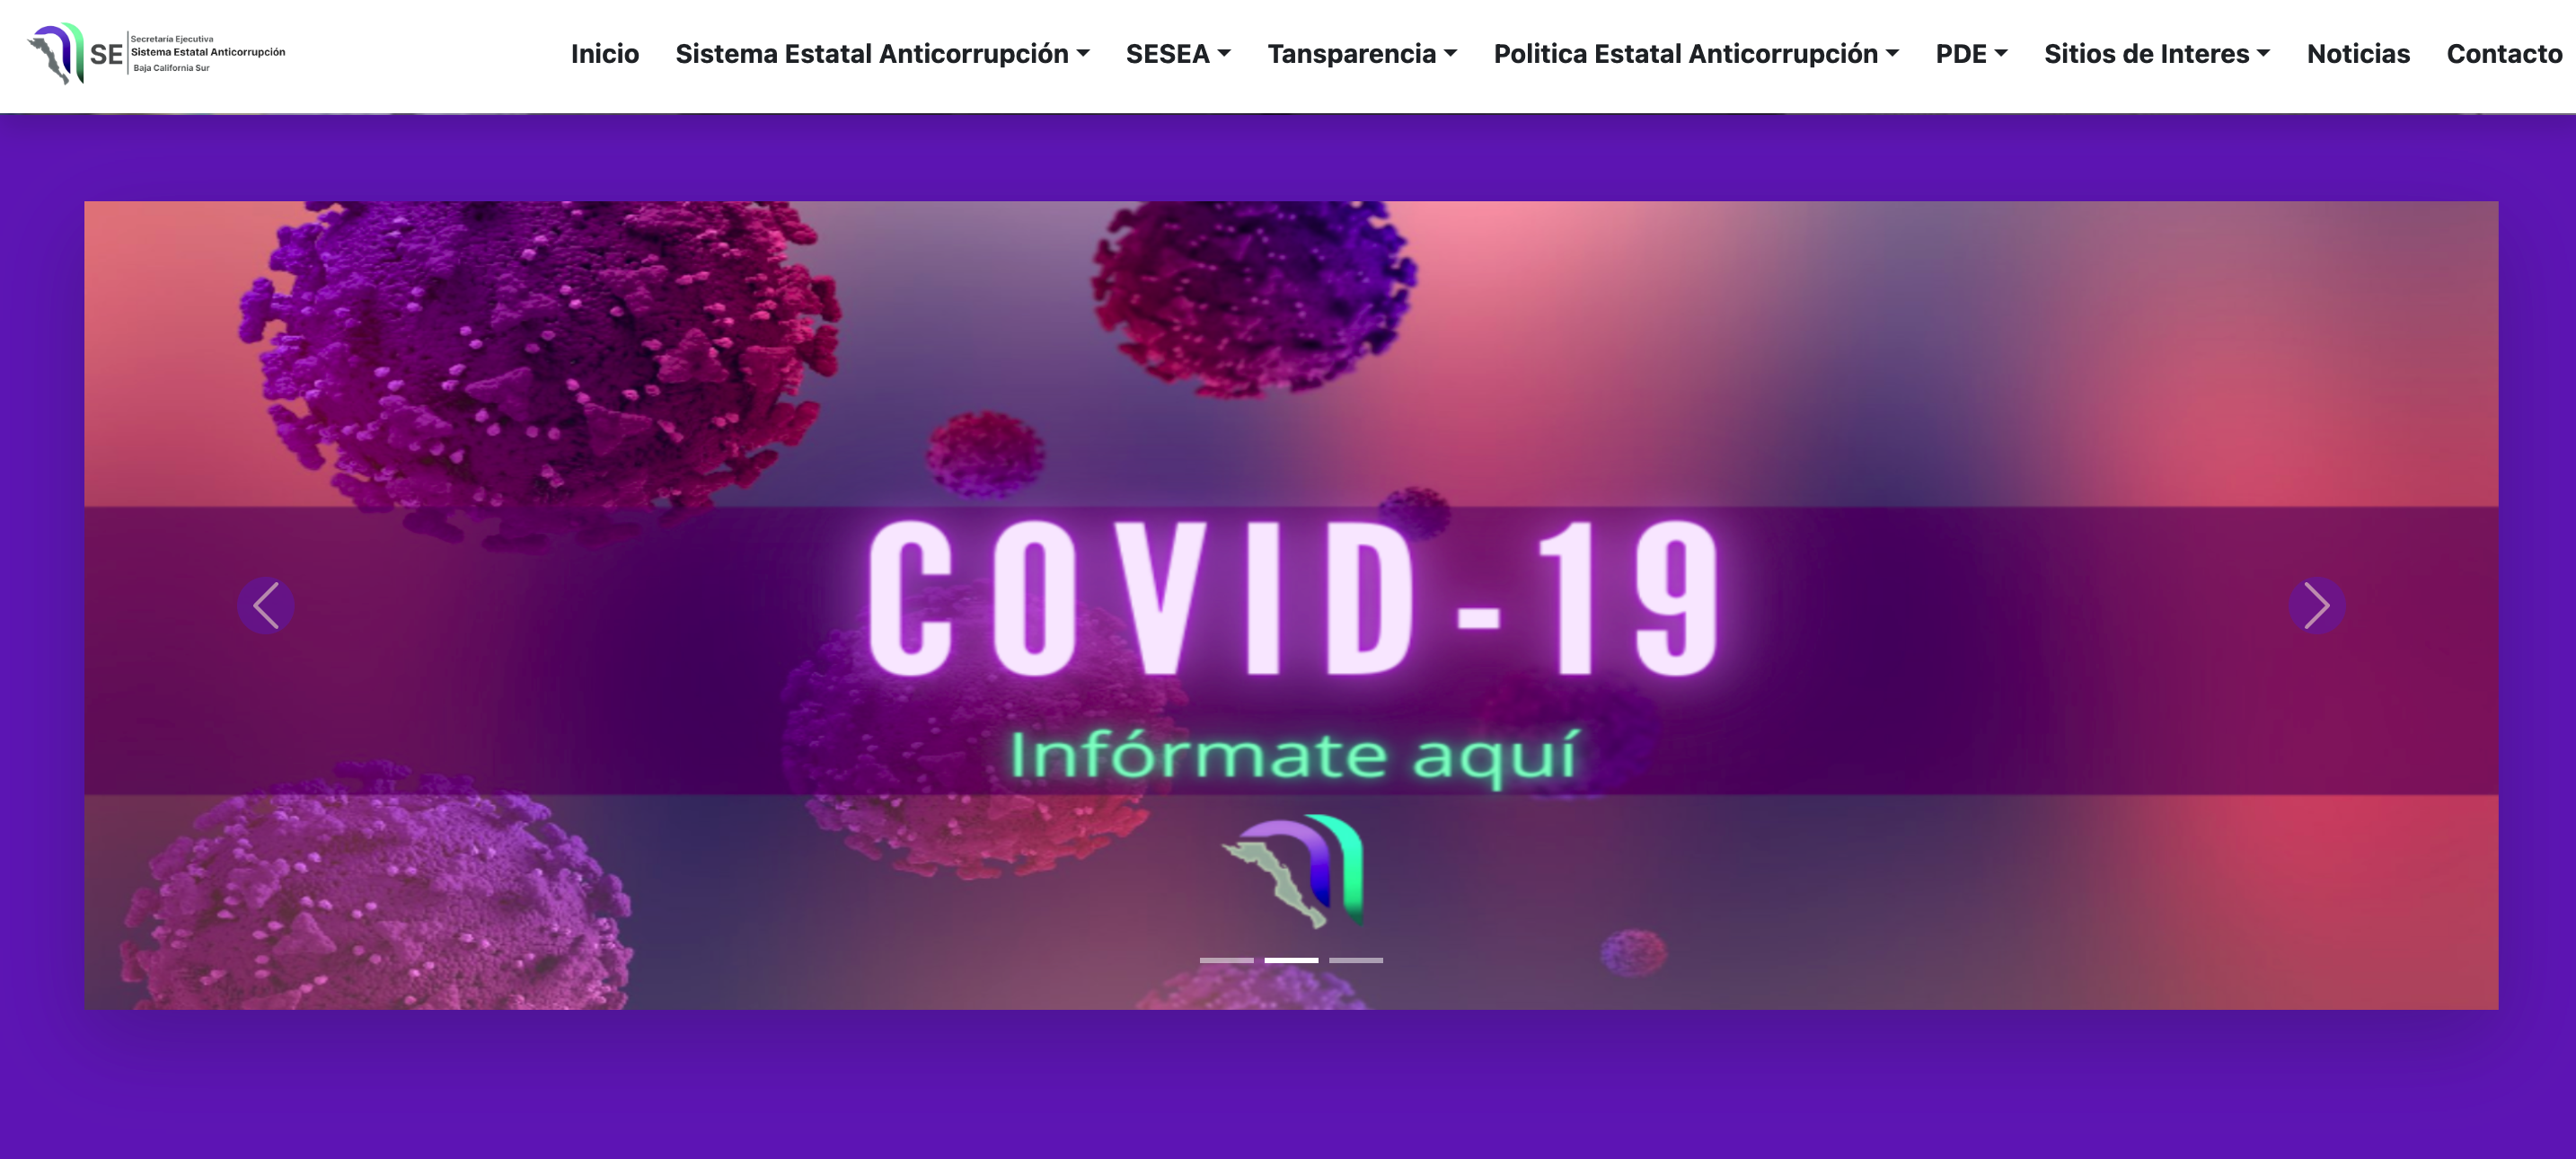 SE
Secretaría Ejecutiva
Sistema Estatal Anticorrupción
Baja California Sur
Inicio Sistema Estatal Anticorrupción SESEA Tansparencia Politica Estatal Anticorrupción PDE Sitios de Interes Noticias Contacto
COVID-19
Infórmate aquí